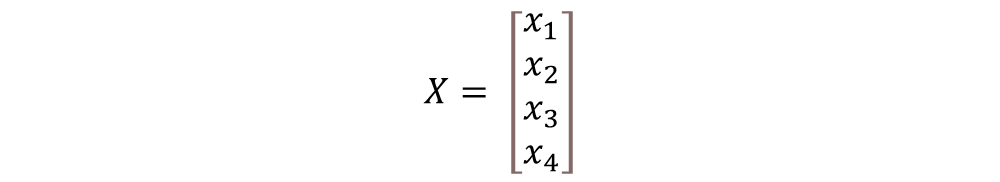 X = [x₁
x₂
x₃
x₄]